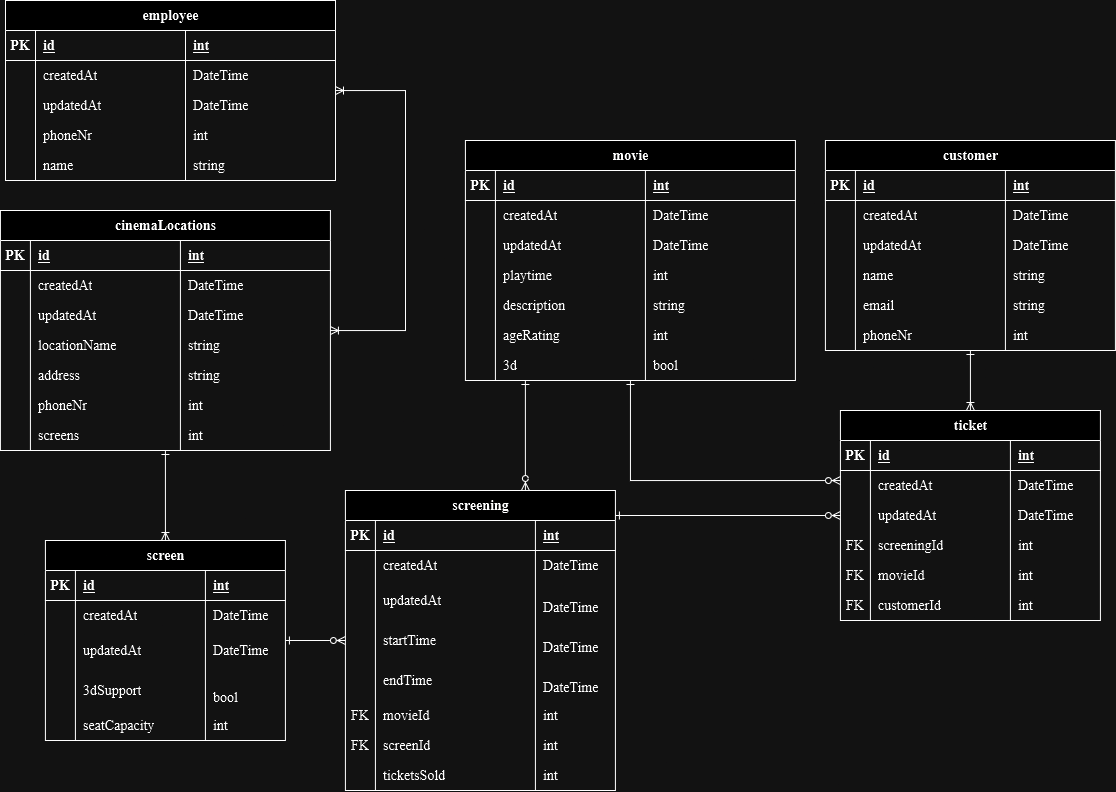 employee
PK id int
createdAt DateTime
updatedAt DateTime
phoneNr int
name string
cinemaLocations
PK id int
createdAt DateTime
updatedAt DateTime
locationName string
address string
phoneNr int
screens int
movie
PK id int
createdAt DateTime
updatedAt DateTime
playtime int
description string
ageRating int
3d bool
customer
PK id int
createdAt DateTime
updatedAt DateTime
name string
email string
phoneNr int
screen
PK id int
createdAt DateTime
updatedAt DateTime
3dSupport bool
seatCapacity int
screening
PK id int
createdAt DateTime
updatedAt DateTime
startTime DateTime
endTime DateTime
FK movieId int
FK screenId int
ticketsSold int
ticket
PK id int
createdAt DateTime
updatedAt DateTime
FK screeningId int
FK movieId int
FK customerId int